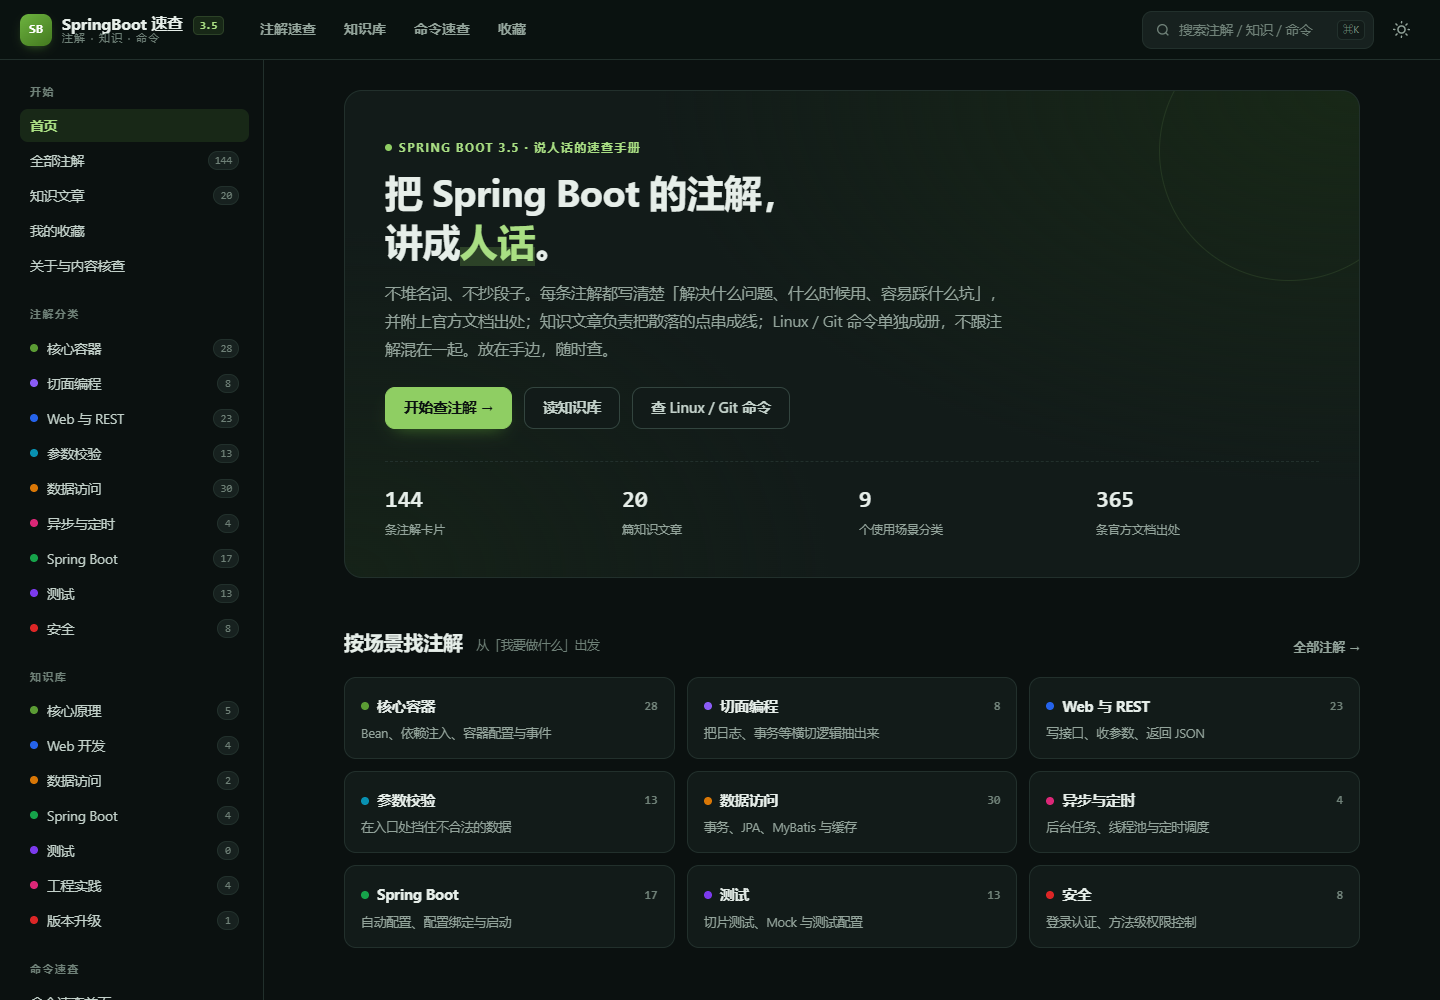 SB
SpringBoot 速查
3.5
注解 · 知识 · 命令
注解速查
知识库
命令速查
收藏
搜索注解 / 知识 / 命令
⌘K
开始
首页
全部注解
144
知识文章
20
我的收藏
关于与内容核查
注解分类
核心容器
28
切面编程
8
Web 与 REST
23
参数校验
13
数据访问
30
异步与定时
4
Spring Boot
17
测试
13
安全
8
知识库
核心原理
5
Web 开发
4
数据访问
2
Spring Boot
4
测试
0
工程实践
4
版本升级
1
命令速查
SPRING BOOT 3.5 · 说人话的速查手册
把 Spring Boot 的注解，
讲成人话。
不堆名词、不抄段子。每条注解都写清楚「解决什么问题、什么时候用、容易踩什么坑」，
并附上官方文档出处；知识文章负责把散落的点串成线；Linux / Git 命令单独成册，不跟注
解混在一起。放在手边，随时查。
开始查注解 →
读知识库
查 Linux / Git 命令
144
条注解卡片
20
篇知识文章
9
个使用场景分类
365
条官方文档出处
按场景找注解
从「我要做什么」出发
全部注解 →
核心容器
28
Bean、依赖注入、容器配置与事件
切面编程
8
把日志、事务等横切逻辑抽出来
Web 与 REST
23
写接口、收参数、返回 JSON
参数校验
13
在入口处挡住不合法的数据
数据访问
30
事务、JPA、MyBatis 与缓存
异步与定时
4
后台任务、线程池与定时调度
Spring Boot
17
自动配置、配置绑定与启动
测试
13
切片测试、Mock 与测试配置
安全
8
登录认证、方法级权限控制